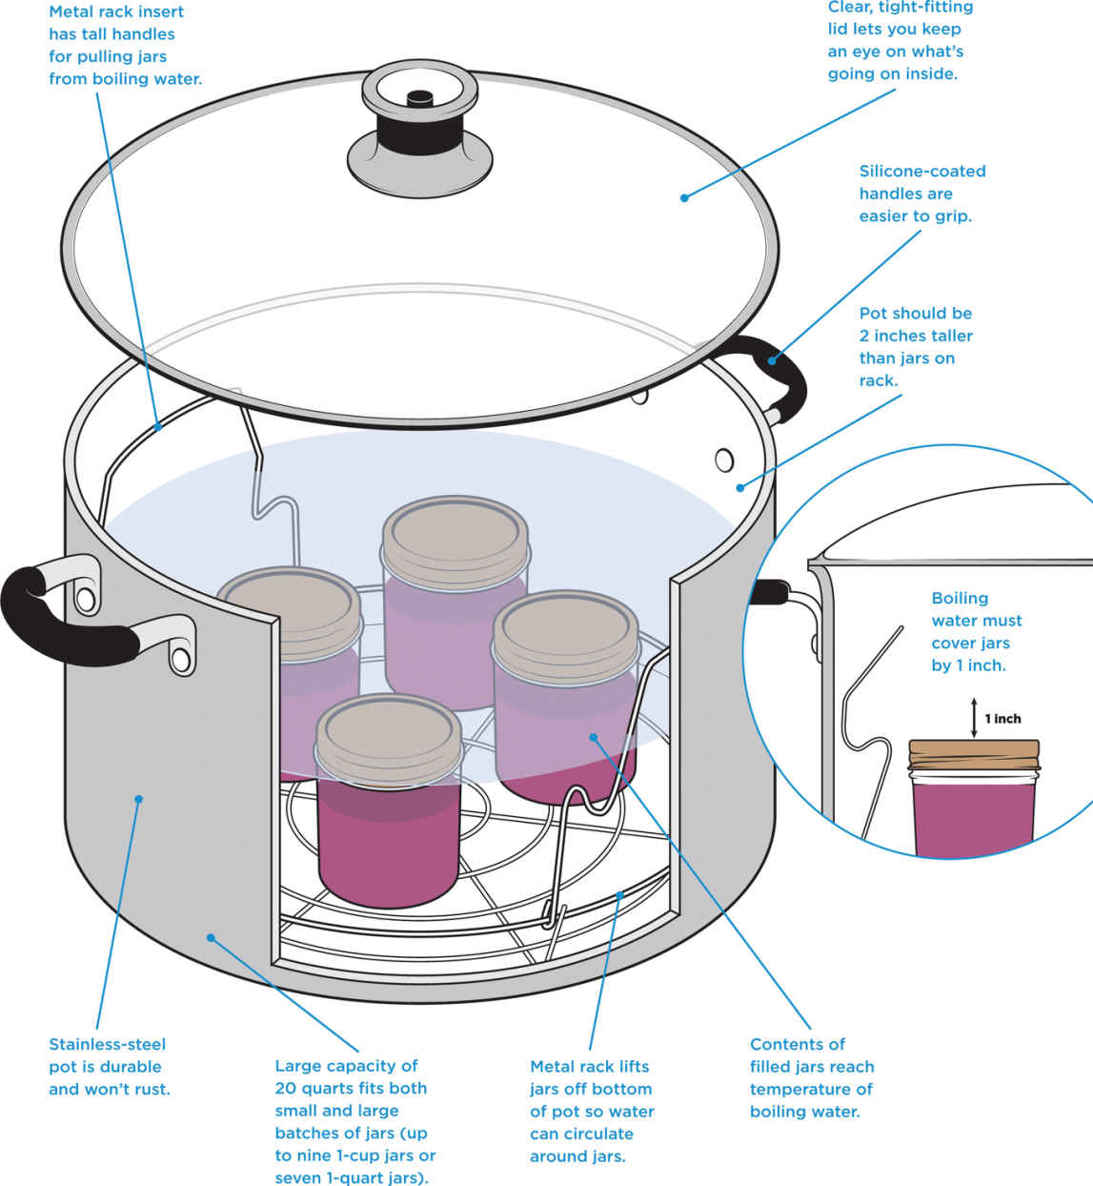 Metal rack insert
has tall handles
for pulling jars
from boiling water.
Clear, tight-fitting
lid lets you keep
an eye on what's
going on inside.
Silicone-coated
handles are
easier to grip.
Pot should be
2 inches taller
than jars on
rack.
Boiling
water must
cover jars
by 1 inch.
1 inch
Stainless-steel
pot is durable
and won't rust.
Large capacity of
20 quarts fits both
small and large
batches of jars (up
to nine 1-cup jars or
seven 1-quart jars).
Metal rack lifts
jars off bottom
of pot so water
can circulate
around jars.
Contents of
filled jars reach
temperature of
boiling water.